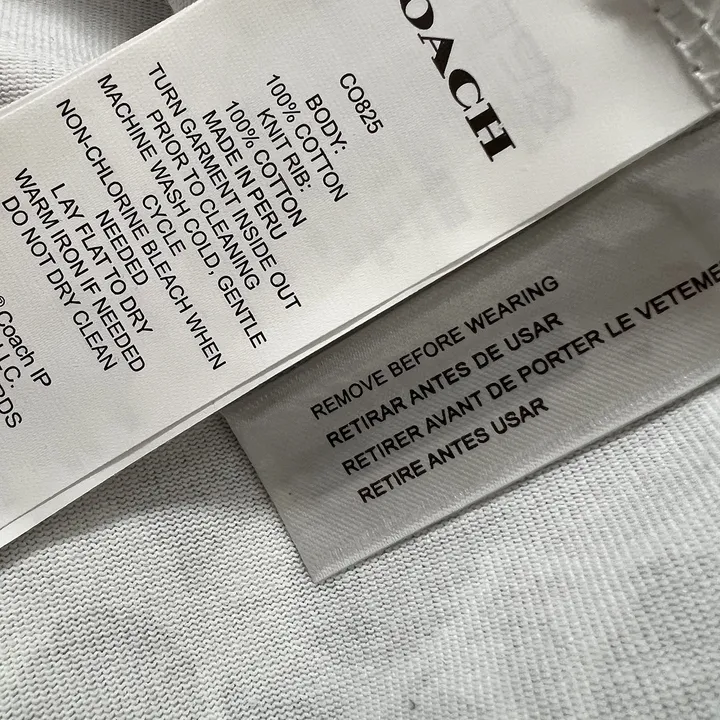 OACH
CO825
BODY:
100% COTTON
KNIT RIB:
100% COTTON
MADE IN PERU
TURN GARMENT INSIDE OUT
PRIOR TO CLEANING
MACHINE WASH COLD, GENTLE
CYCLE
NON-CHLORINE BLEACH WHEN
NEEDED
LAY FLAT TO DRY
WARM IRON IF NEEDED
DO NOT DRY CLEAN
® Coach IP
LLC.
RDS
REMOVE BEFORE WEARING
RETIRAR ANTES DE USAR
RETIRER AVANT DE PORTER LE VETEME
RETIRE ANTES USAR